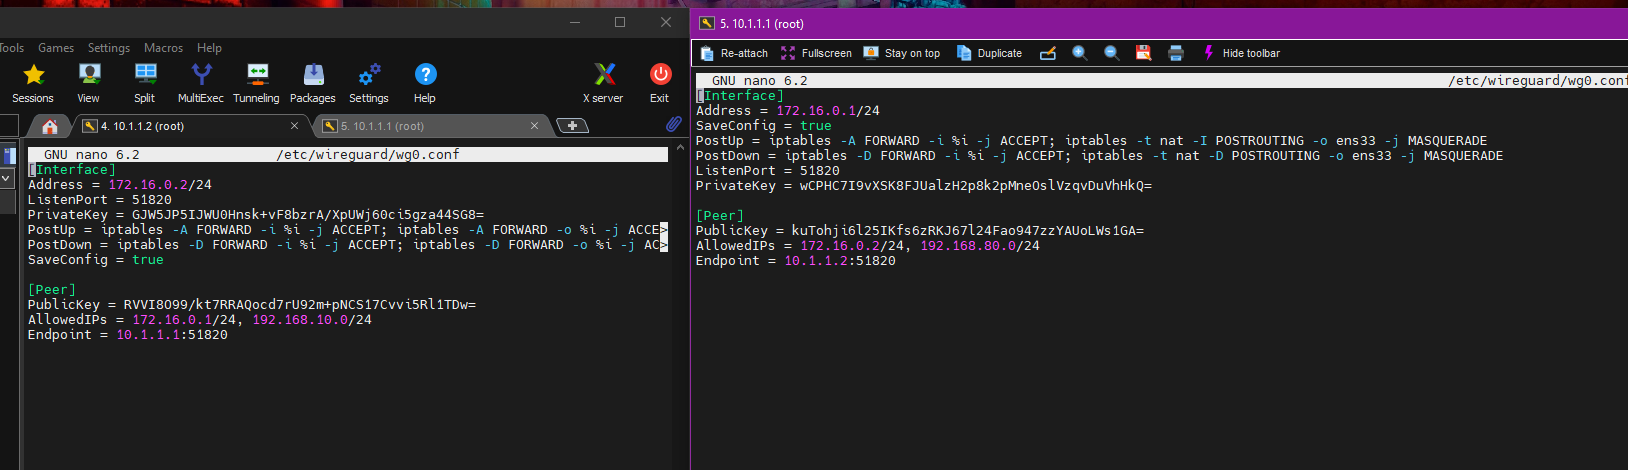 Tools Games Settings Macros Help
Sessions View Split MultiExec Tunneling Packages Settings Help X server Exit
4. 10.1.1.2 (root) 5. 10.1.1.1 (root)
GNU nano 6.2 /etc/wireguard/wg0.conf
[Interface]
Address = 172.16.0.2/24
ListenPort = 51820
PrivateKey = GJW5JP5IJWU0Hnsk+vF8bzrA/XpUWj60ci5gza44SG8=
PostUp = iptables -A FORWARD -i %i -j ACCEPT; iptables -A FORWARD -o %i -j ACCE>
PostDown = iptables -D FORWARD -i %i -j ACCEPT; iptables -D FORWARD -o %i -j AC>
SaveConfig = true
[Peer]
PublicKey = RVVI8O99/kt7RRAQocd7rU92m+pNCS17Cvvi5Rl1TDw=
AllowedIPs = 172.16.0.1/24, 192.168.10.0/24
Endpoint = 10.1.1.1:51820
5. 10.1.1.1 (root)
Re-attach Fullscreen Stay on top Duplicate Hide toolbar
GNU nano 6.2 /etc/wireguard/wg0.conf
[Interface]
Address = 172.16.0.1/24
SaveConfig = true
PostUp = iptables -A FORWARD -i %i -j ACCEPT; iptables -t nat -I POSTROUTING -o ens33 -j MASQUERADE
PostDown = iptables -D FORWARD -i %i -j ACCEPT; iptables -t nat -D POSTROUTING -o ens33 -j MASQUERADE
ListenPort = 51820
PrivateKey = wCPHC7I9vXSK8FJUalzH2p8k2pMneOslVzqvDuVhHkQ=
[Peer]
PublicKey = kuTohji6l25IKfs6zRKJ67l24Fao947zzYAUoLWs1GA=
AllowedIPs = 172.16.0.2/24, 192.168.80.0/24
Endpoint = 10.1.1.2:51820